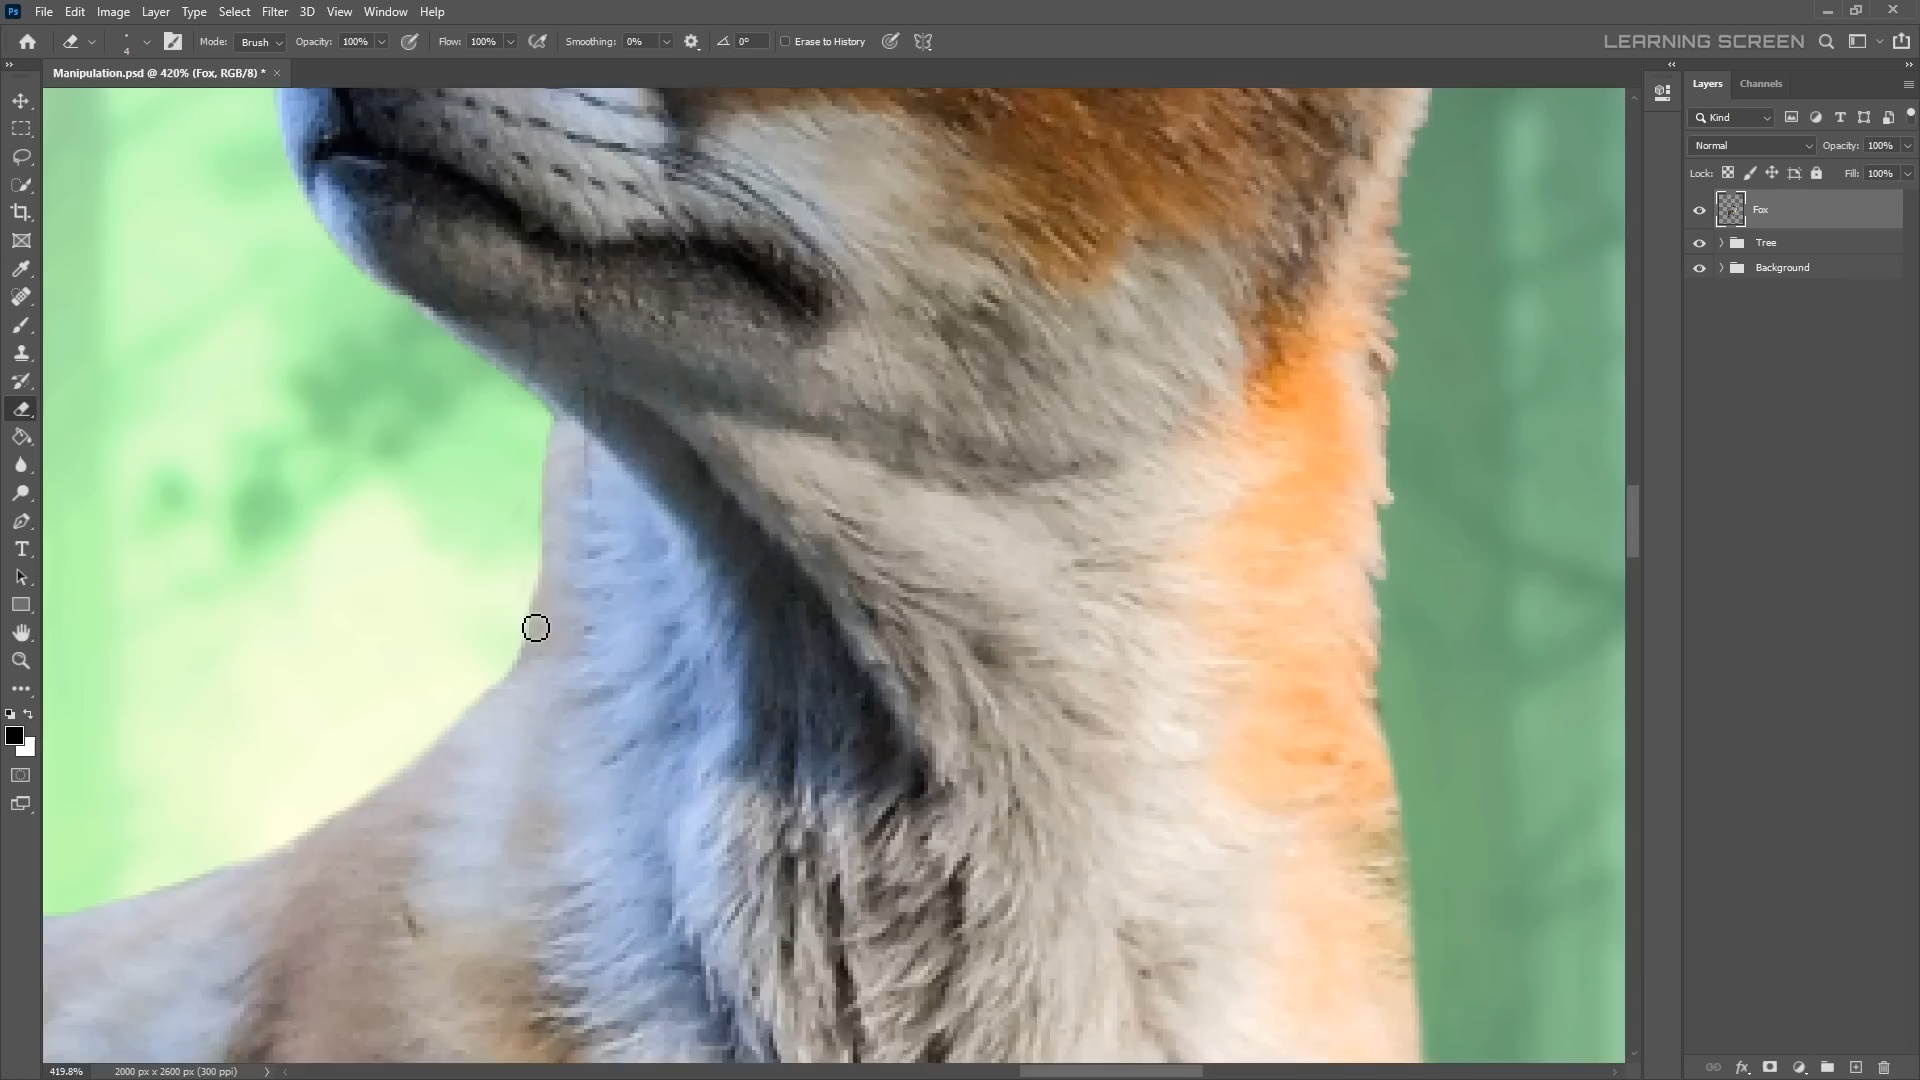 Ps File Edit Image Layer Type Select Filter 3D View Window Help
4 Mode: Brush Opacity: 100% Flow: 100% Smoothing: 0% 0° Erase to History LEARNING SCREEN
Manipulation.psd @ 420% (Fox, RGB/8) * ×
Layers Channels
Kind
Normal Opacity: 100%
Lock: Fill: 100%
Fox
Tree
Background
419.8% 2000 px x 2600 px (300 ppi)